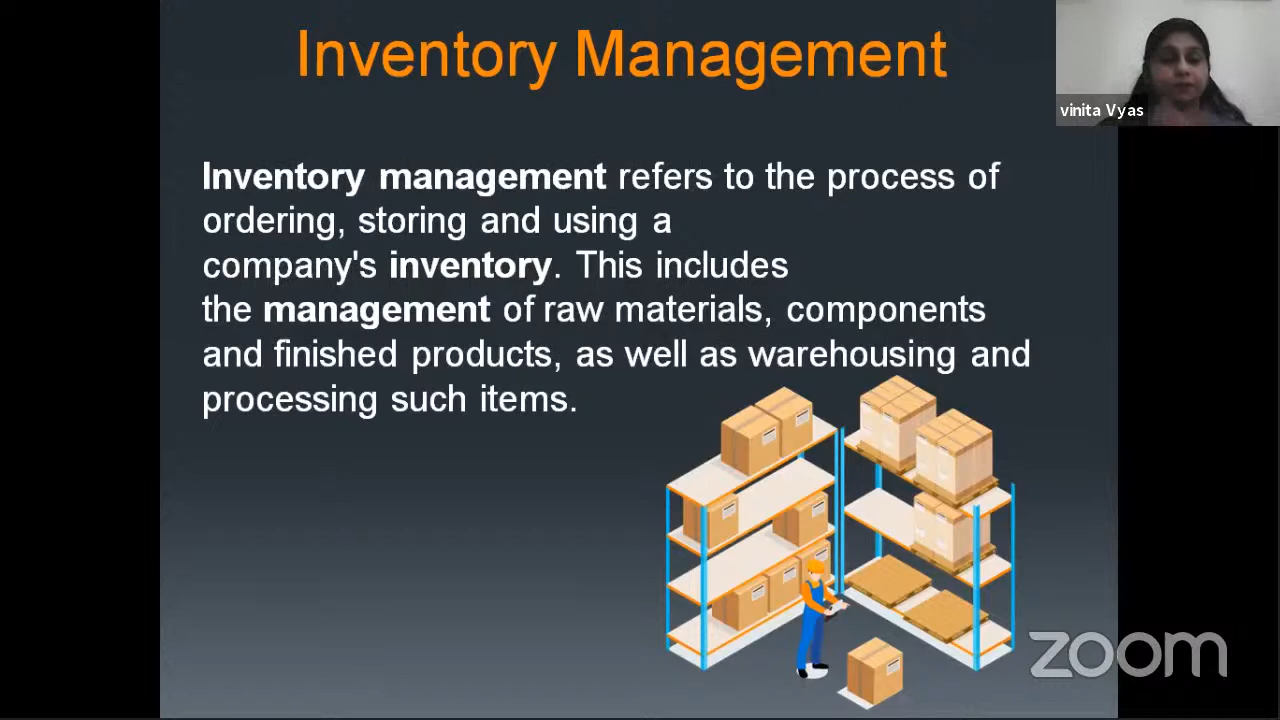 Inventory Management
vinita Vyas
Inventory management refers to the process of
ordering, storing and using a
company's inventory. This includes
the management of raw materials, components
and finished products, as well as warehousing and
processing such items.
zoom